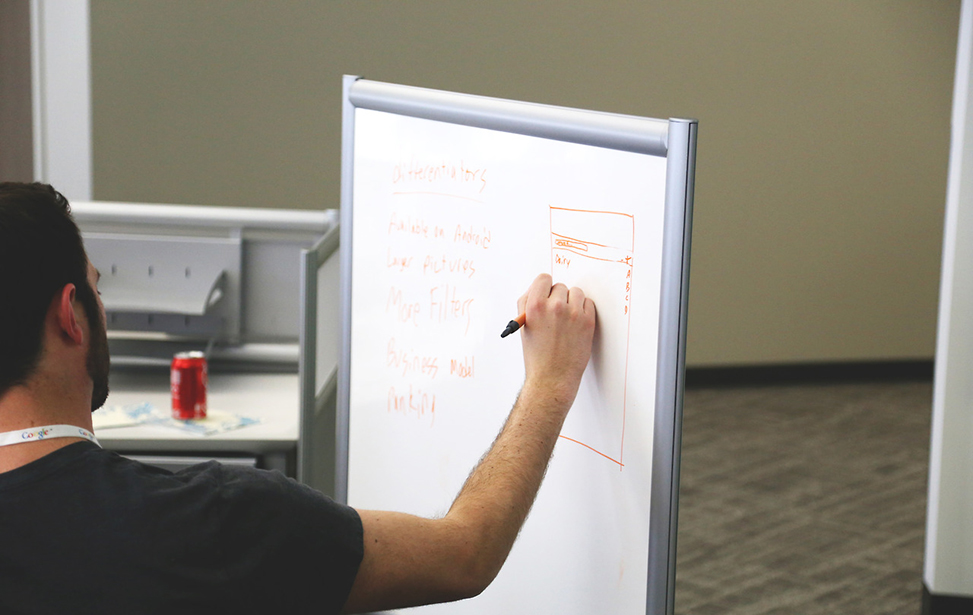 Differentiators
Available on Android
Larger pictures
More Filters
Business model
ranking
Dairy
A
B
C
D
Google